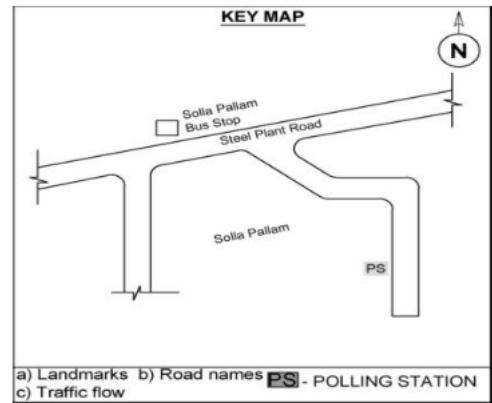 KEY MAP
N
Solla Pallam
Bus Stop
Steel Plant Road
Solla Pallam
PS
a) Landmarks b) Road names PS - POLLING STATION
c) Traffic flow